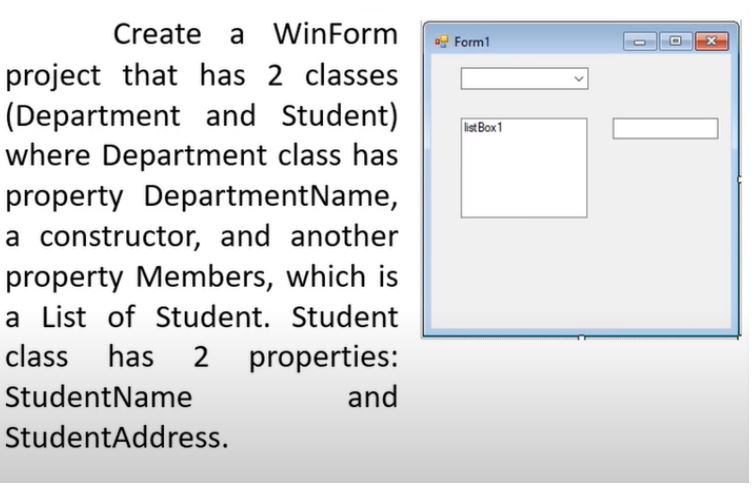 Create a WinForm
project that has 2 classes
(Department and Student)
where Department class has
property DepartmentName,
a constructor, and another
property Members, which is
a List of Student. Student
class has 2 properties:
StudentName and
StudentAddress.
Form1
listBox1